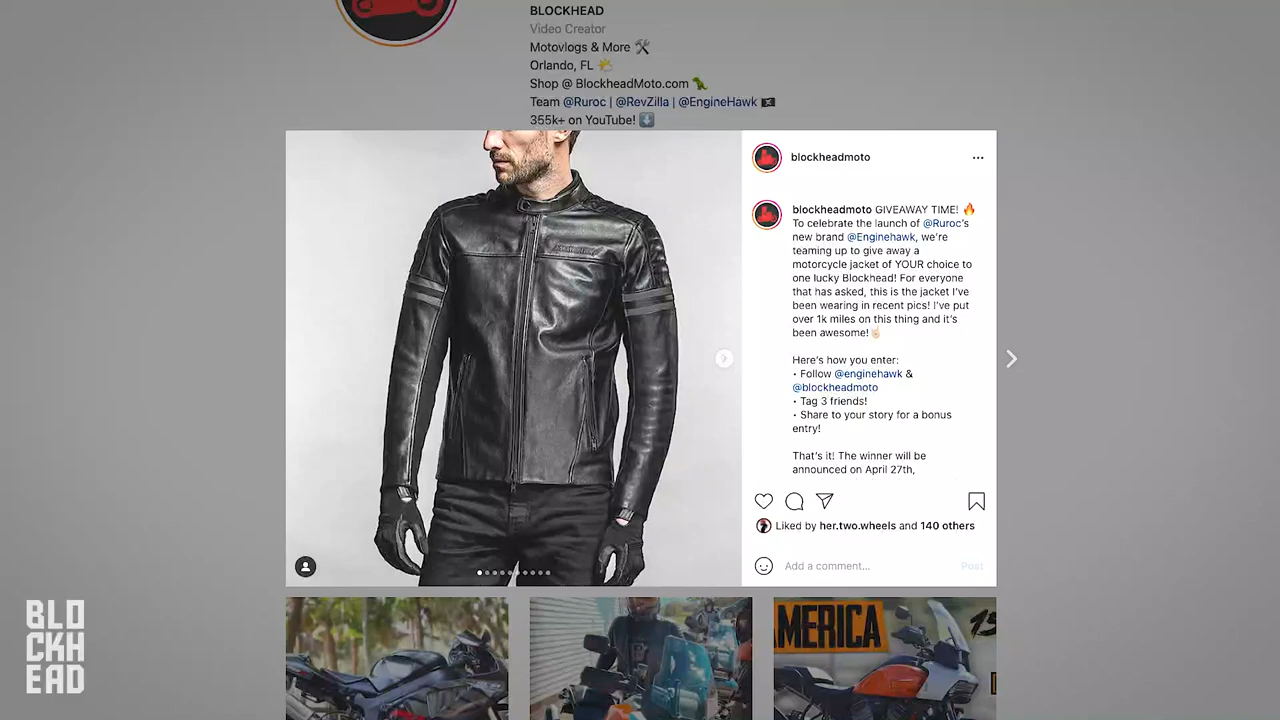 BLOCKHEAD
Video Creator
Motovlogs & More 🛠
Orlando, FL 🌤
Shop @ BlockheadMoto.com 🦖
Team @Ruroc | @RevZilla | @EngineHawk 🏴‍☠️
355k+ on YouTube! ⬇️
blockheadmoto
blockheadmoto GIVEAWAY TIME! 🔥
To celebrate the launch of @Ruroc's
new brand @Enginehawk, we're
teaming up to give away a
motorcycle jacket of YOUR choice to
one lucky Blockhead! For everyone
that has asked, this is the jacket I've
been wearing in recent pics! I've put
over 1k miles on this thing and it's
been awesome!🤘🏻
Here's how you enter:
• Follow @enginehawk &
@blockheadmoto
• Tag 3 friends!
• Share to your story for a bonus
entry!
That's it! The winner will be
announced on April 27th,
Liked by her.two.wheels and 140 others
Add a comment...
Post
MERICA
15
BLO
CKH
EAD